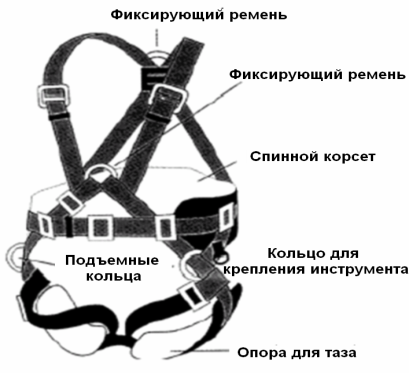 Фиксирующий ремень
Фиксирующий ремень
Спинной корсет
Подъемные
кольца
Кольцо для
крепления инструмента
Опора для таза